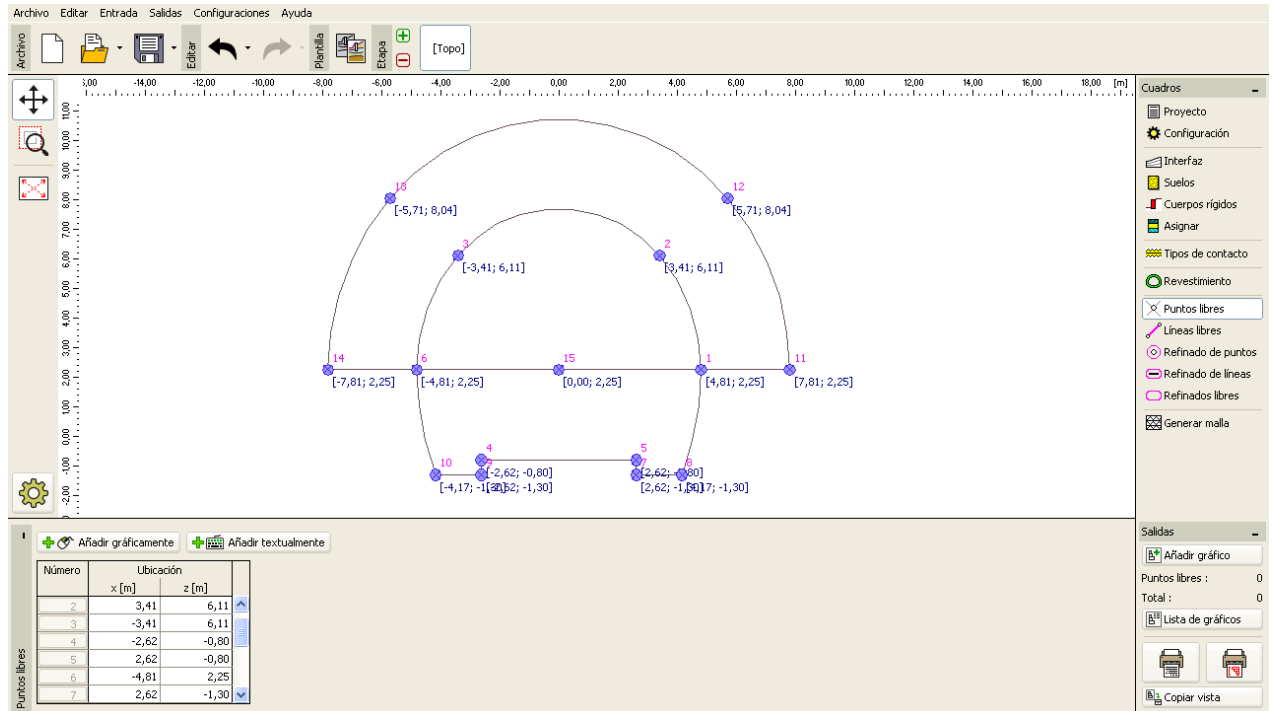 Archivo Editar Entrada Salidas Configuraciones Ayuda
Archivo
Editar
Plantilla
Etapa
[Topo]
-14,00 -12,00 -10,00 -8,00 -6,00 -4,00 -2,00 0,00 2,00 4,00 6,00 8,00 10,00 12,00 14,00 16,00 18,00 [m]
11,00
10,00
9,00
8,00
7,00
6,00
5,00
4,00
3,00
2,00
1,00
0,00
-1,00
-2,00
13
[-5,71; 8,04]
12
[5,71; 8,04]
3
[-3,41; 6,11]
2
[3,41; 6,11]
14
[-7,81; 2,25]
6
[-4,81; 2,25]
15
[0,00; 2,25]
1
[4,81; 2,25]
11
[7,81; 2,25]
4
[-2,62; -0,80]
5
[2,62; -0,80]
10
[-4,17; -1,30]
9
[-2,62; -1,30]
7
[2,62; -1,30]
8
[4,17; -1,30]
Cuadros
Proyecto
Configuración
Interfaz
Suelos
Cuerpos rígidos
Asignar
Tipos de contacto
Revestimiento
Puntos libres
Líneas libres
Refinado de puntos
Refinado de líneas
Refinados libres
Generar malla
Puntos libres
Añadir gráficamente Añadir textualmente
Número Ubicación
x [m] z [m]
2 3,41 6,11
3 -3,41 6,11
4 -2,62 -0,80
5 2,62 -0,80
6 -4,81 2,25
7 2,62 -1,30
Salidas
Añadir gráfico
Puntos libres : 0
Total : 0
Lista de gráficos
Copiar vista